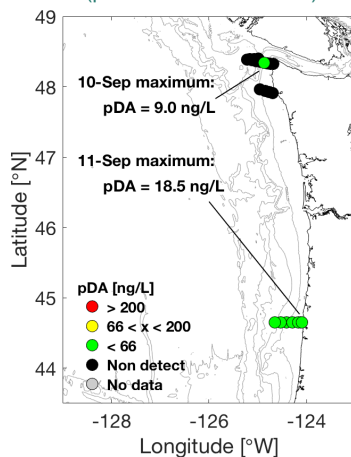 49
48
47
46
45
44
10-Sep maximum:
pDA = 9.0 ng/L
11-Sep maximum:
pDA = 18.5 ng/L
pDA [ng/L]
> 200
66 < x < 200
< 66
Non detect
No data
-128
-126
-124
Latitude [°N]
Longitude [°W]